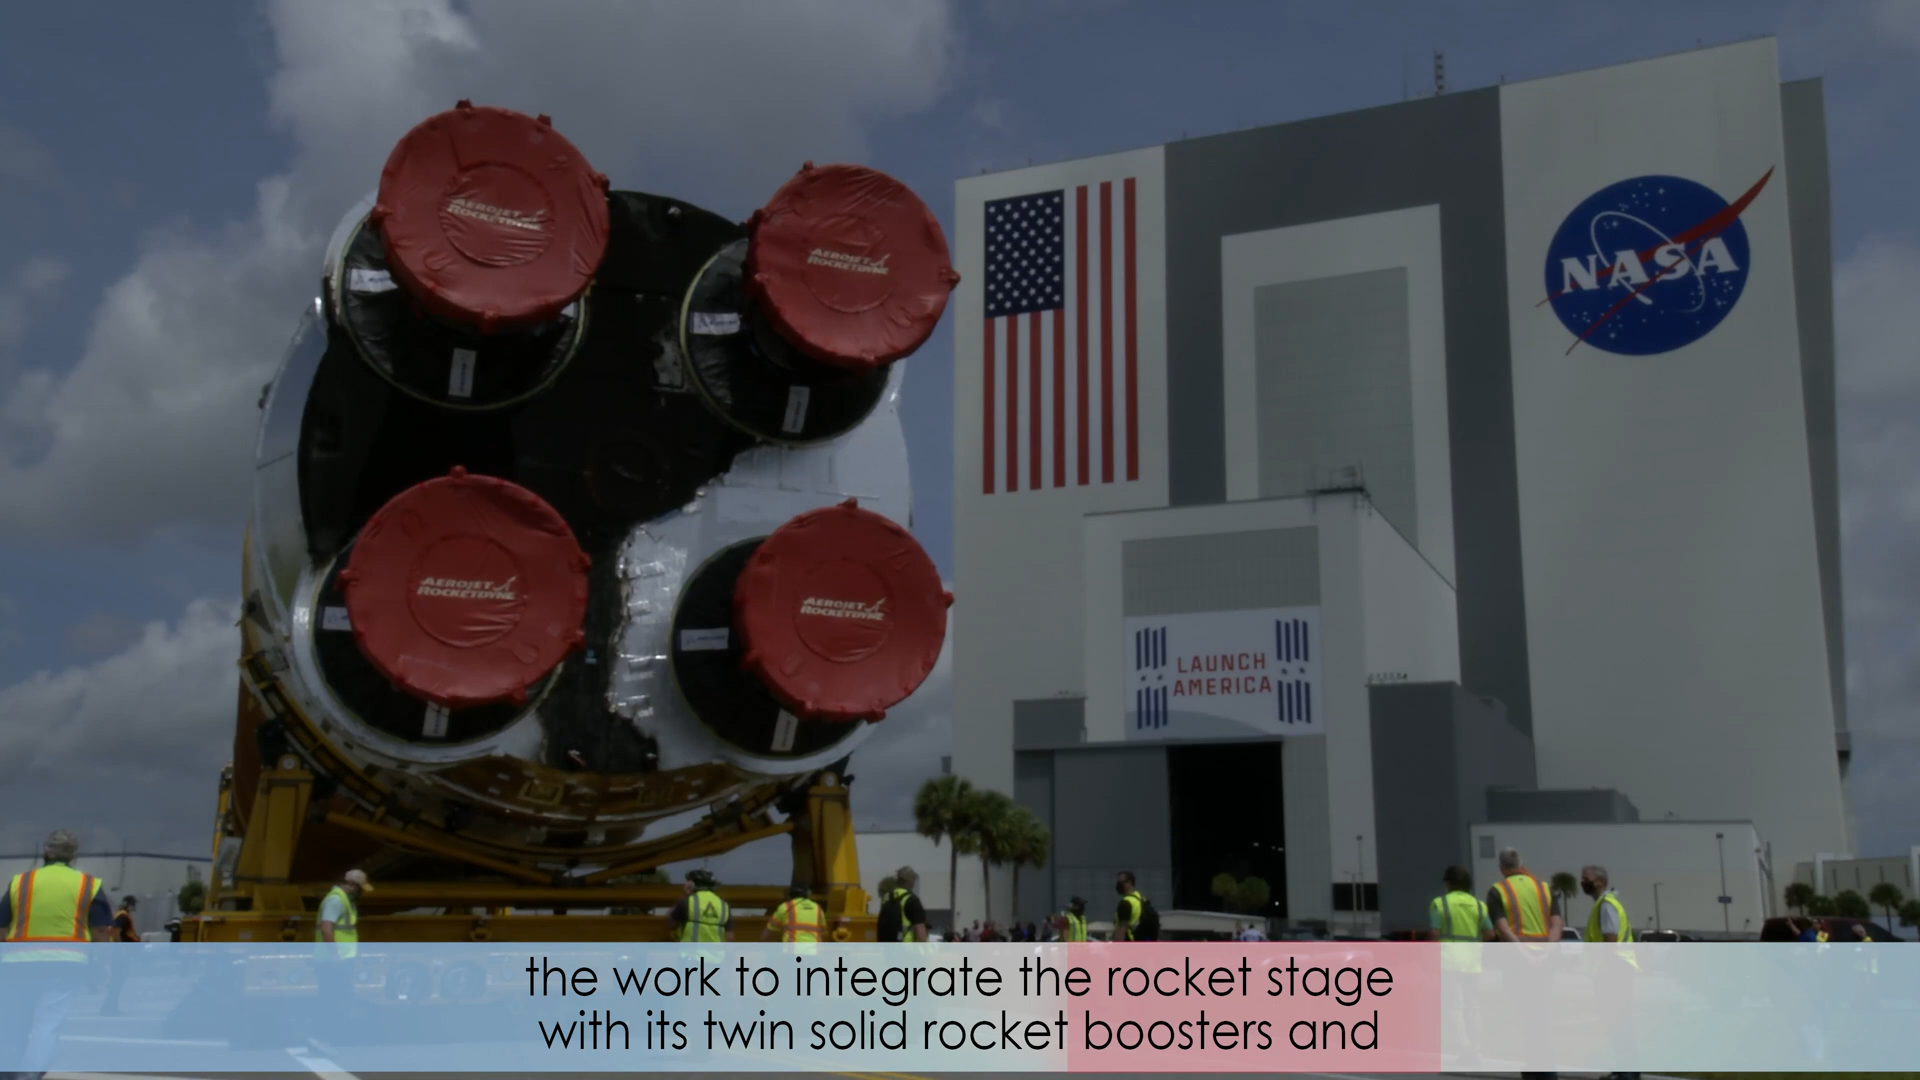 AEROJET
ROCKETDYNE
AEROJET
ROCKETDYNE
NASA
AEROJET
ROCKETDYNE
AEROJET
ROCKETDYNE
LAUNCH
AMERICA
the work to integrate the rocket stage
with its twin solid rocket boosters and